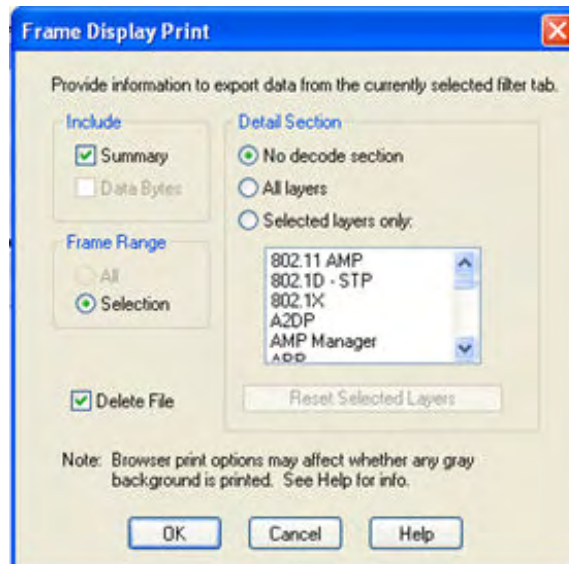 Frame Display Print
Provide information to export data from the currently selected filter tab.
Include
Summary
Data Bytes
Frame Range
All
Selection
Delete File
Detail Section
No decode section
All layers
Selected layers only:
802.11 AMP
802.1D - STP
802.1X
A2DP
AMP Manager
ARP
Reset Selected Layers
Note: Browser print options may affect whether any gray
background is printed. See Help for info.
OK
Cancel
Help